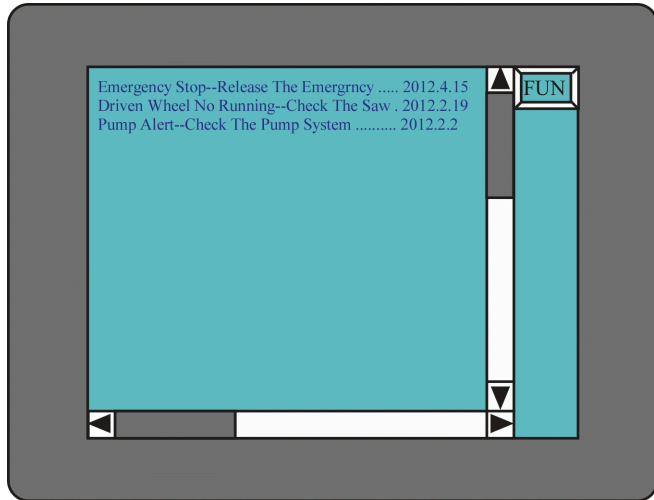 Emergency Stop--Release The Emergrncy ..... 2012.4.15
Driven Wheel No Running--Check The Saw . 2012.2.19
Pump Alert--Check The Pump System .......... 2012.2.2
FUN